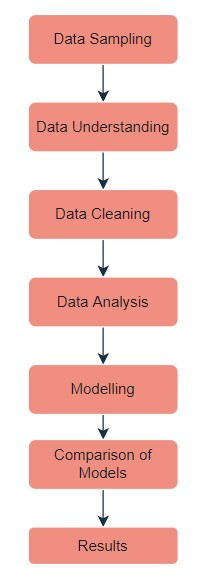 Data Sampling
Data Understanding
Data Cleaning
Data Analysis
Modelling
Comparison of
Models
Results